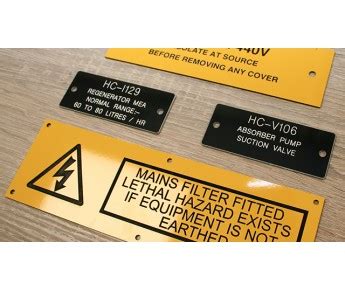 440V
ISOLATE AT SOURCE
BEFORE REMOVING ANY COVER
HC-I129
REGENERATOR MEA
NORMAL RANGE:-
60 TO 80 LITRES / HR
HC-V106
ABSORBER PUMP
SUCTION VALVE
MAINS FILTER FITTED
LETHAL HAZARD EXISTS
IF EQUIPMENT IS NOT
EARTHED